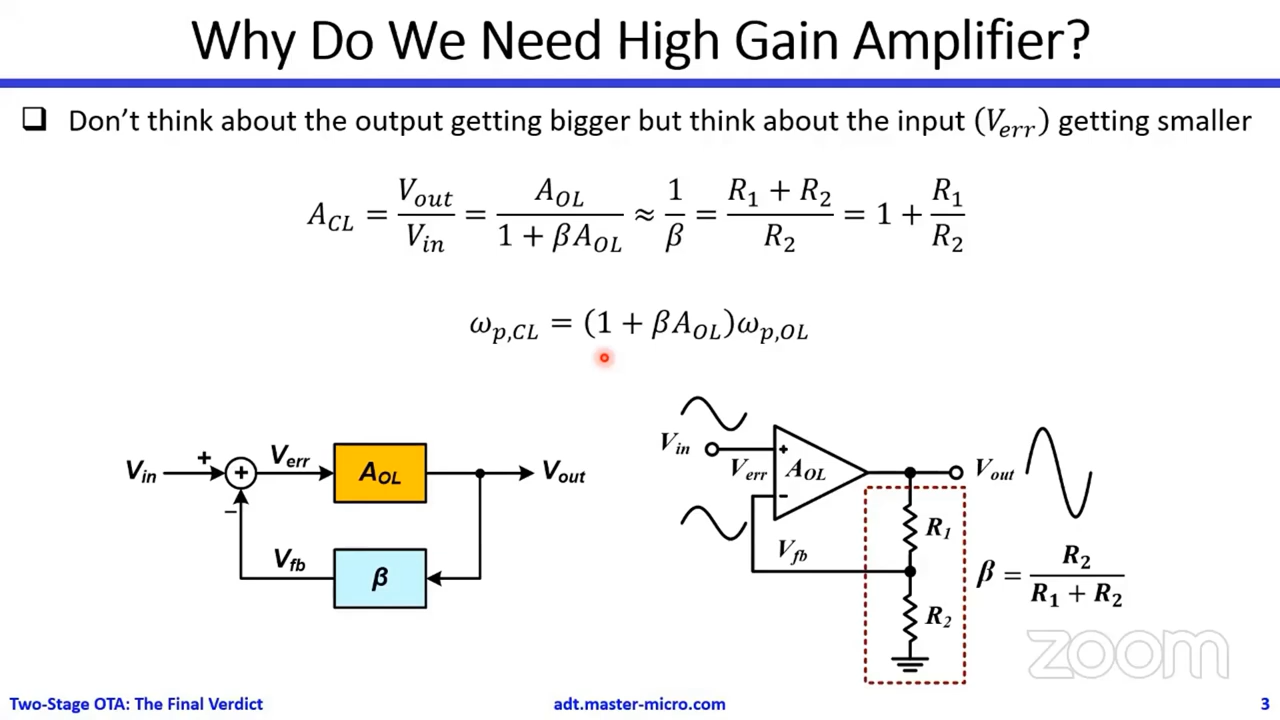 Why Do We Need High Gain Amplifier?
❑ Don’t think about the output getting bigger but think about the input (V_err) getting smaller
A_CL = V_out / V_in = A_OL / (1 + βA_OL) ≈ 1 / β = (R_1 + R_2) / R_2 = 1 + R_1 / R_2
ω_p,CL = (1 + βA_OL)ω_p,OL
V_in + + V_err A_OL V_out
−
V_fb β
V_in + V_err A_OL V_out
−
V_fb R_1
R_2
β = R_2 / (R_1 + R_2)
zoom
Two-Stage OTA: The Final Verdict adt.master-micro.com 3